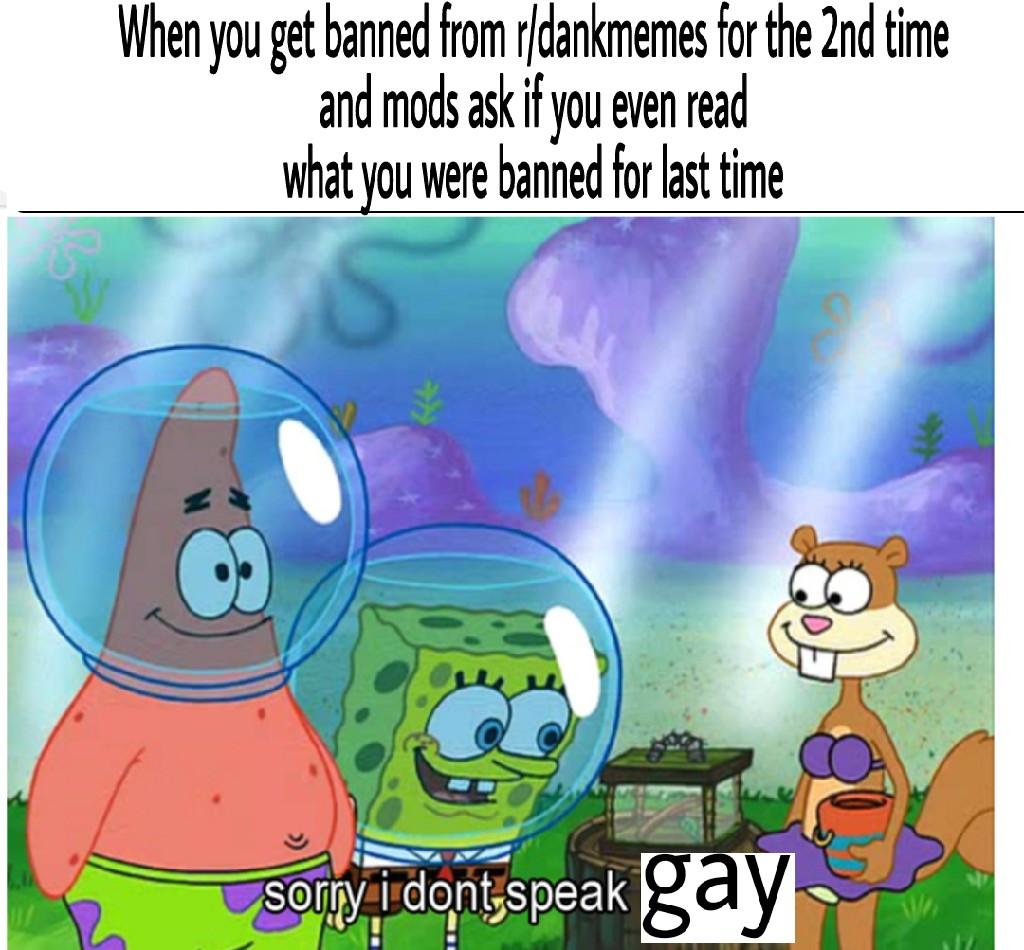 When you get banned from r/dankmemes for the 2nd time
and mods ask if you even read
what you were banned for last time
sorry i dont speak gay